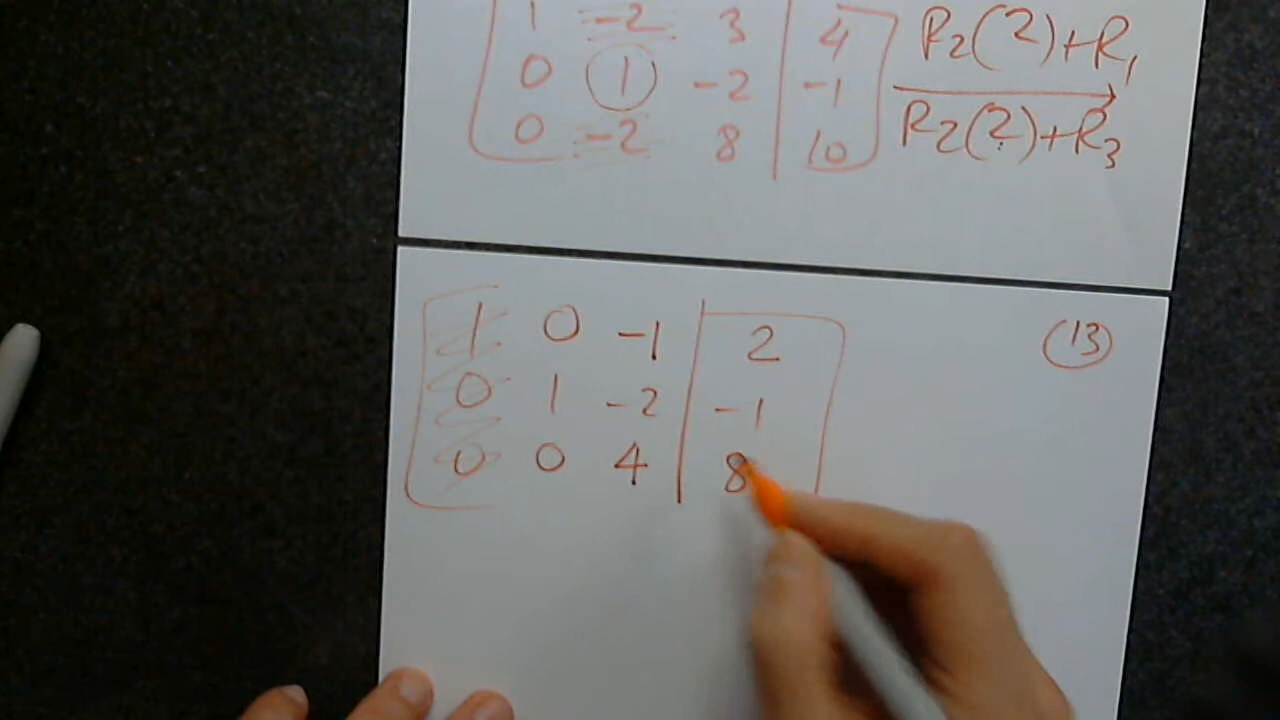 1 -2 3 | 4 R2(2)+R1
0 1 -2 | -1
0 -2 8 | 10 R2(2)+R3
(13)
1 0 -1 | 2
0 1 -2 | -1
0 0 4 | 8